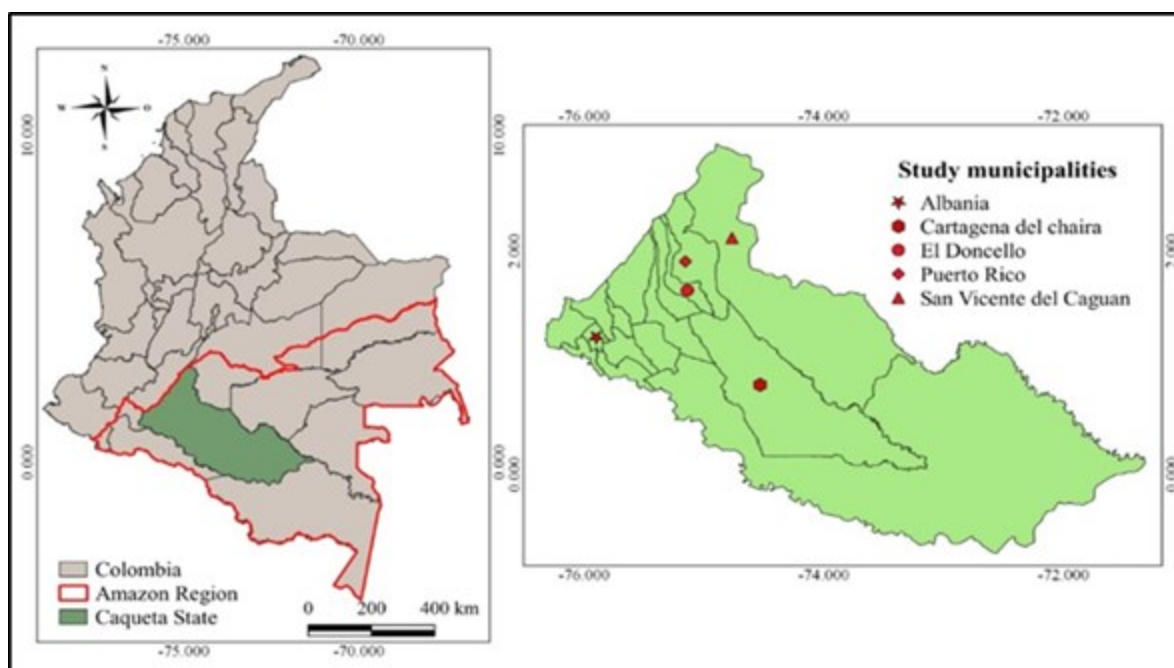 -75.000 -70.000
N
W O
S
10.000 10.000
0.000 0.000
Colombia
Amazon Region
Caqueta State
0 200 400 km
-75.000 -70.000
-76.000 -74.000 -72.000
Study municipalities
Albania
Cartagena del chaira
El Doncello
Puerto Rico
San Vicente del Caguan
2.000
0.000 0.000
-76.000 -74.000 -72.000